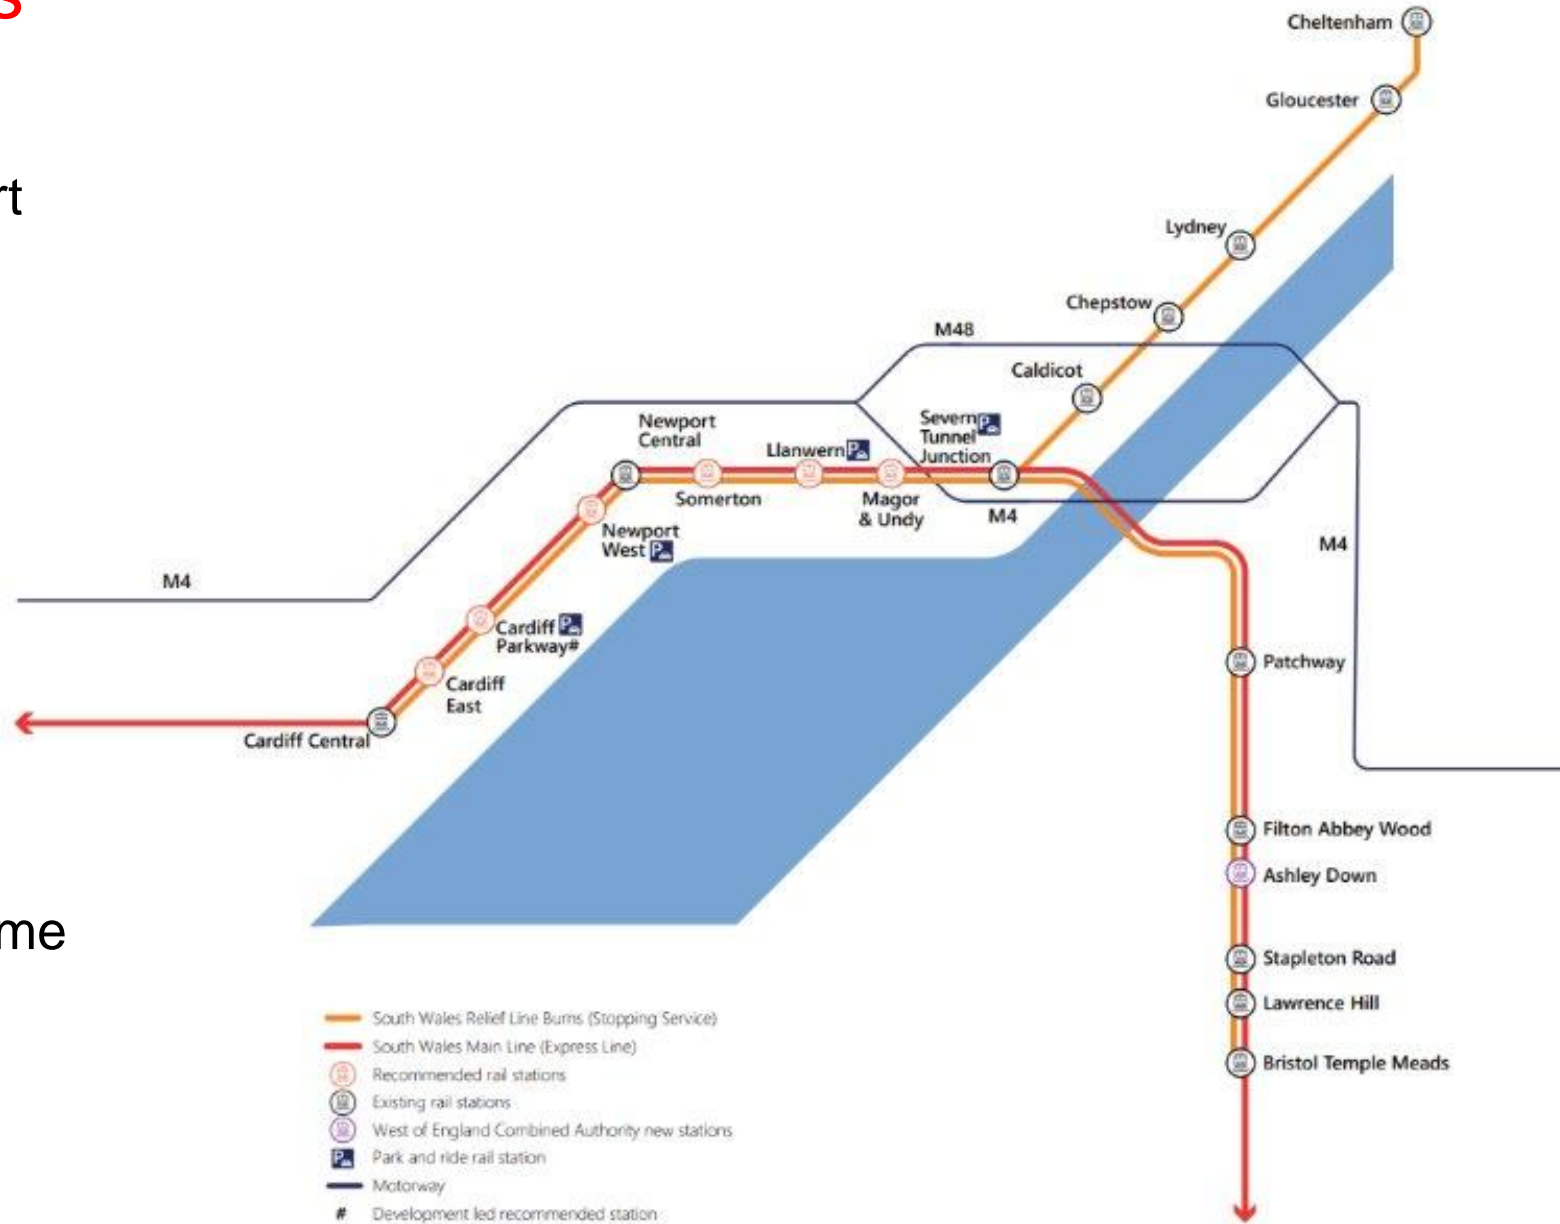 s
rt
me
Cheltenham
Gloucester
Lydney
Chepstow
M48
Caldicot
Newport
Central
Severn
Tunnel
Junction
Llanwern
Somerton
Magor
& Undy
M4
Newport
West
M4
M4
Cardiff
Parkway#
Cardiff
East
Cardiff Central
Patchway
Filton Abbey Wood
Ashley Down
Stapleton Road
Lawrence Hill
Bristol Temple Meads
South Wales Relief Line Burns (Stopping Service)
South Wales Main Line (Express Line)
Recommended rail stations
Existing rail stations
West of England Combined Authority new stations
P Park and ride rail station
Motorway
# Development led recommended station